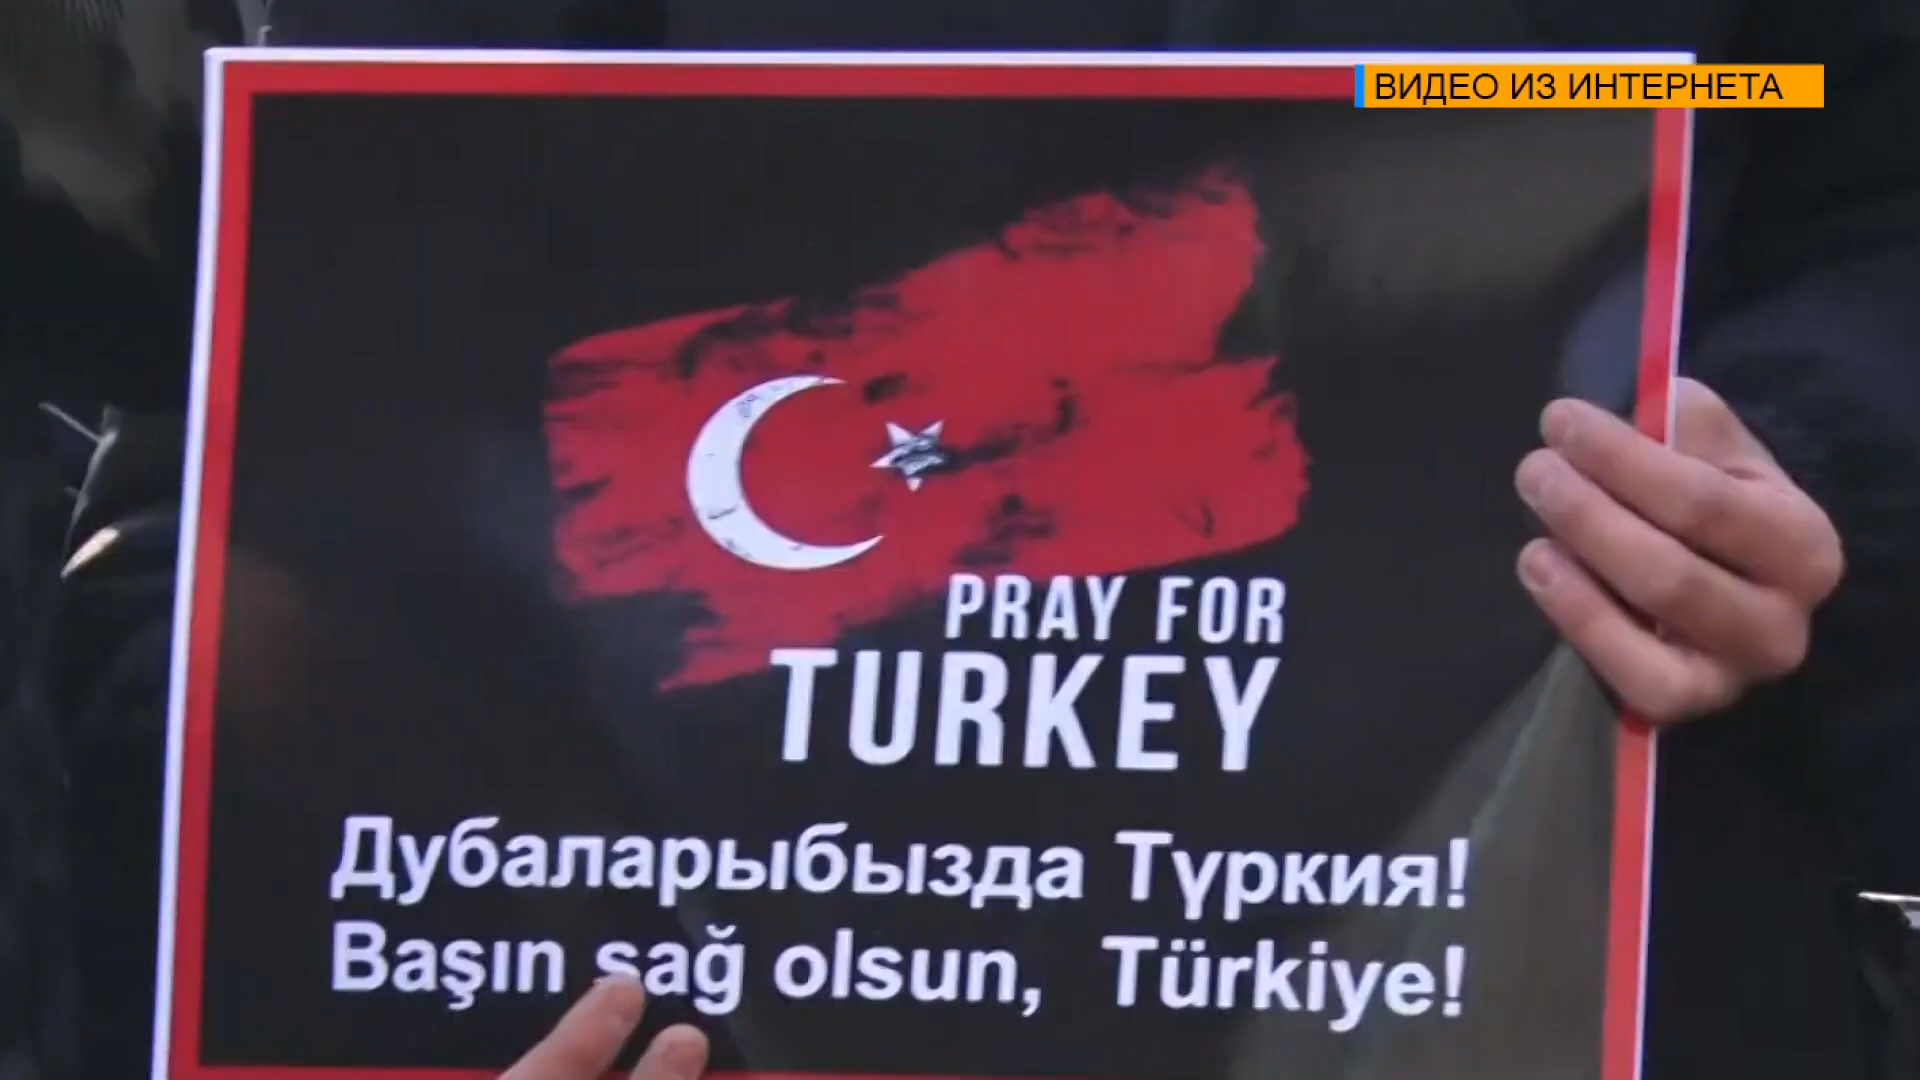 ВИДЕО ИЗ ИНТЕРНЕТА
PRAY FOR
TURKEY
Дубаларыбызда Түркия!
Başın sağ olsun, Türkiye!